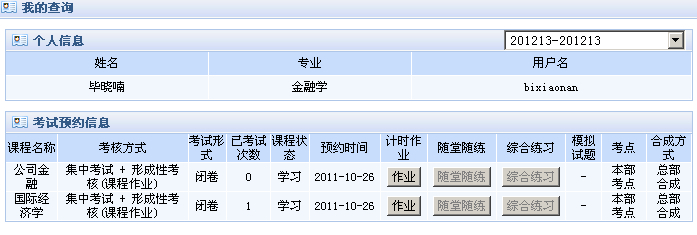 我的查询
个人信息 201213-201213
姓名 专业 用户名
毕晓喃 金融学 bixiaonan
考试预约信息
课程名称 考核方式 考试形式 已考试次数 课程状态 预约时间 计时作业 随堂随练 综合练习 模拟试题 考点 合成方式
公司金融 集中考试 + 形成性考核(课程作业) 闭卷 0 学习 2011-10-26 作业 随堂随练 综合练习 - 本部考点 总部合成
国际经济学 集中考试 + 形成性考核(课程作业) 闭卷 1 学习 2011-10-26 作业 随堂随练 综合练习 - 本部考点 总部合成